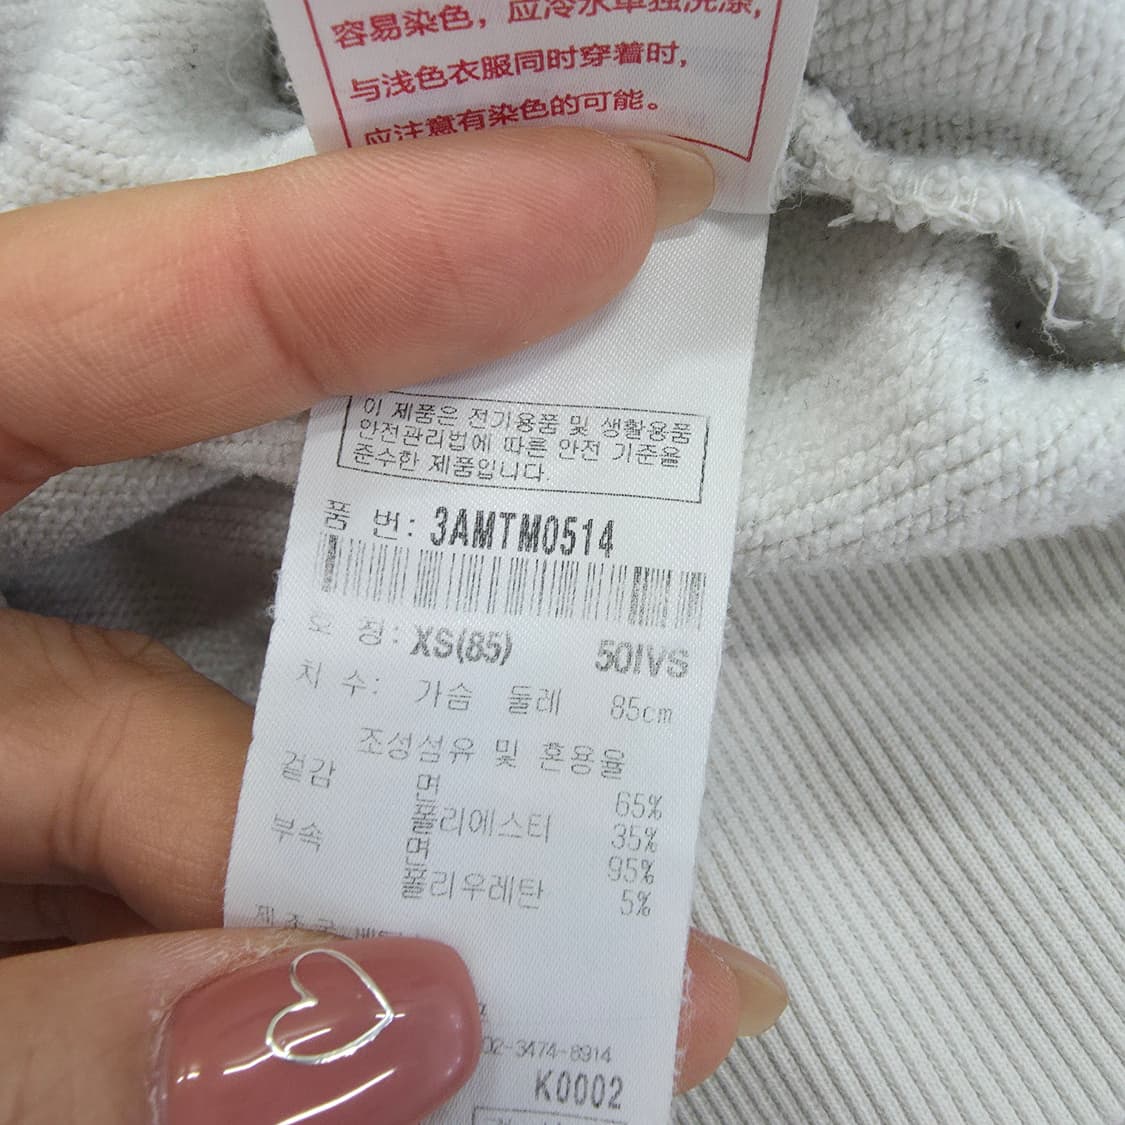 容易染色，应冷水单独洗涤，
与浅色衣服同时穿着时，
应注意有染色的可能。
이 제품은 전기용품 및 생활용품
안전관리법에 따른 안전 기준을
준수한 제품입니다.
품 번: 3AMTM0514
호 칭: XS(85) 50IVS
치 수: 가슴 둘레 85cm
조성섬유 및 혼용율
겉감 면 65%
폴리에스터 35%
부속 면 95%
폴리우레탄 5%
제조국
02-3474-8914
K0002